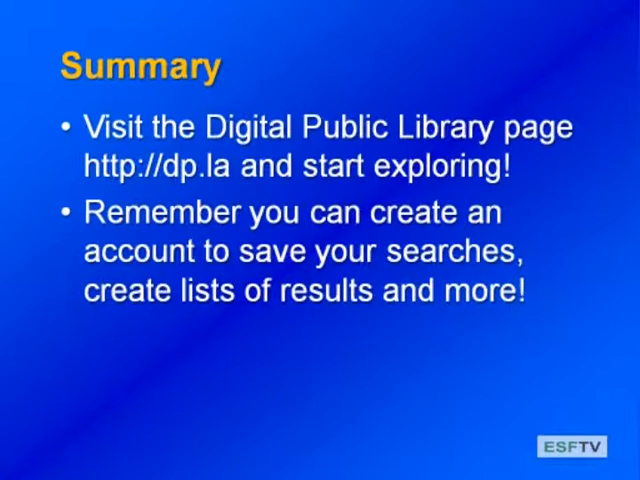 Summary
• Visit the Digital Public Library page
http://dp.la and start exploring!
• Remember you can create an
account to save your searches,
create lists of results and more!
ESFTV